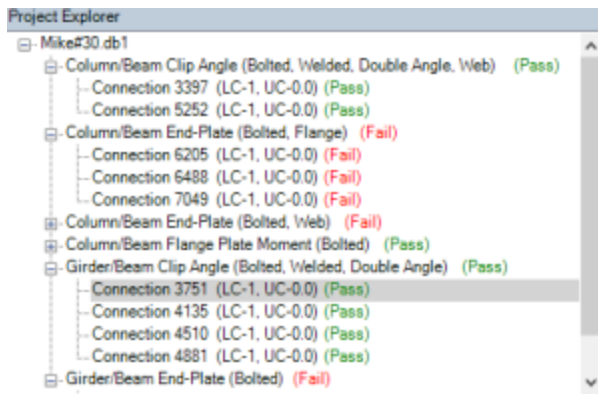 Project Explorer
Mike#30.db1
Column/Beam Clip Angle (Bolted, Welded, Double Angle, Web) (Pass)
Connection 3397 (LC-1, UC-0.0) (Pass)
Connection 5252 (LC-1, UC-0.0) (Pass)
Column/Beam End-Plate (Bolted, Flange) (Fail)
Connection 6205 (LC-1, UC-0.0) (Fail)
Connection 6488 (LC-1, UC-0.0) (Fail)
Connection 7049 (LC-1, UC-0.0) (Fail)
Column/Beam End-Plate (Bolted, Web) (Fail)
Column/Beam Flange Plate Moment (Bolted) (Pass)
Girder/Beam Clip Angle (Bolted, Welded, Double Angle) (Pass)
Connection 3751 (LC-1, UC-0.0) (Pass)
Connection 4135 (LC-1, UC-0.0) (Pass)
Connection 4510 (LC-1, UC-0.0) (Pass)
Connection 4881 (LC-1, UC-0.0) (Pass)
Girder/Beam End-Plate (Bolted) (Fail)